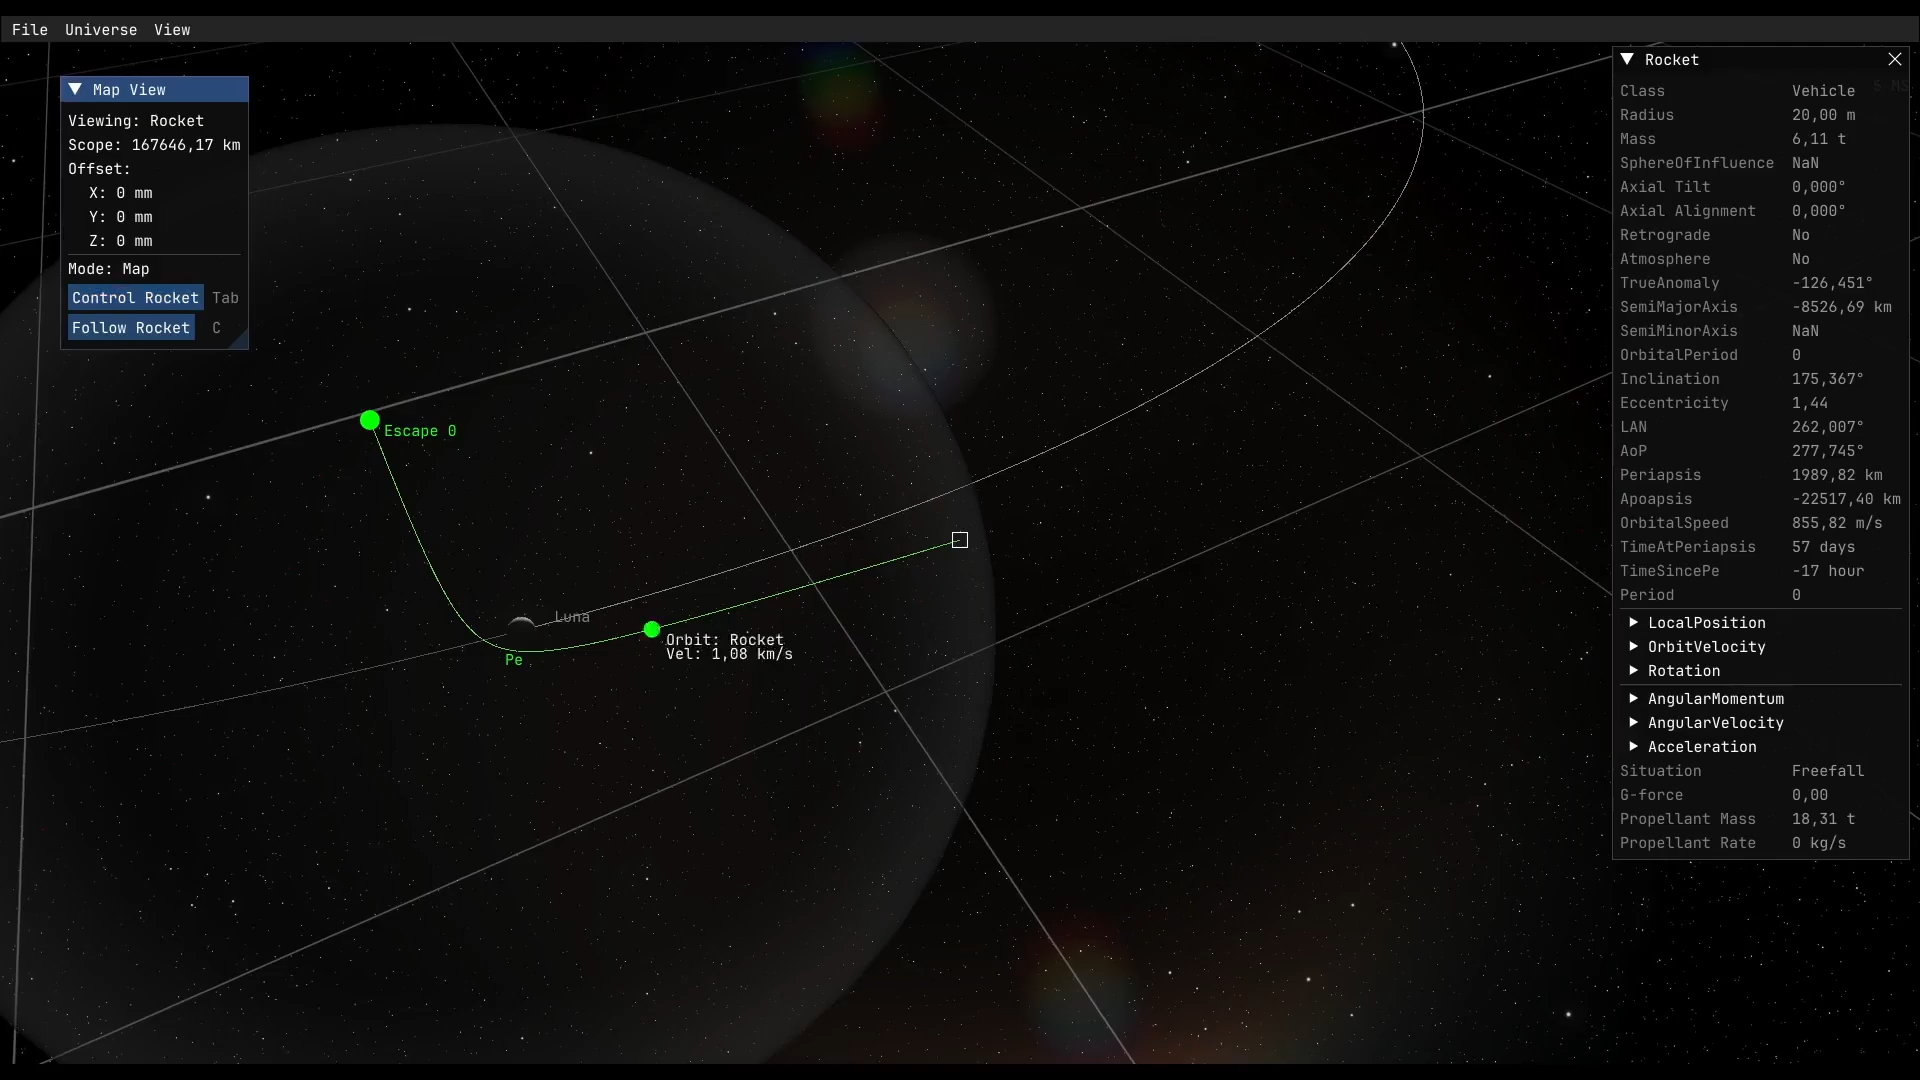 File Universe View
Map View
Viewing: Rocket
Scope: 167646,17 km
Offset:
X: 0 mm
Y: 0 mm
Z: 0 mm
Mode: Map
Control Rocket Tab
Follow Rocket C
Escape 0
Luna
Pe
Orbit: Rocket
Vel: 1,08 km/s
Rocket
Class Vehicle
Radius 20,00 m
Mass 6,11 t
SphereOfInfluence NaN
Axial Tilt 0,000°
Axial Alignment 0,000°
Retrograde No
Atmosphere No
TrueAnomaly -126,451°
SemiMajorAxis -8526,69 km
SemiMinorAxis NaN
OrbitalPeriod 0
Inclination 175,367°
Eccentricity 1,44
LAN 262,007°
AoP 277,745°
Periapsis 1989,82 km
Apoapsis -22517,40 km
OrbitalSpeed 855,82 m/s
TimeAtPeriapsis 57 days
TimeSincePe -17 hour
Period 0
LocalPosition
OrbitVelocity
Rotation
AngularMomentum
AngularVelocity
Acceleration
Situation Freefall
G-force 0,00
Propellant Mass 18,31 t
Propellant Rate 0 kg/s